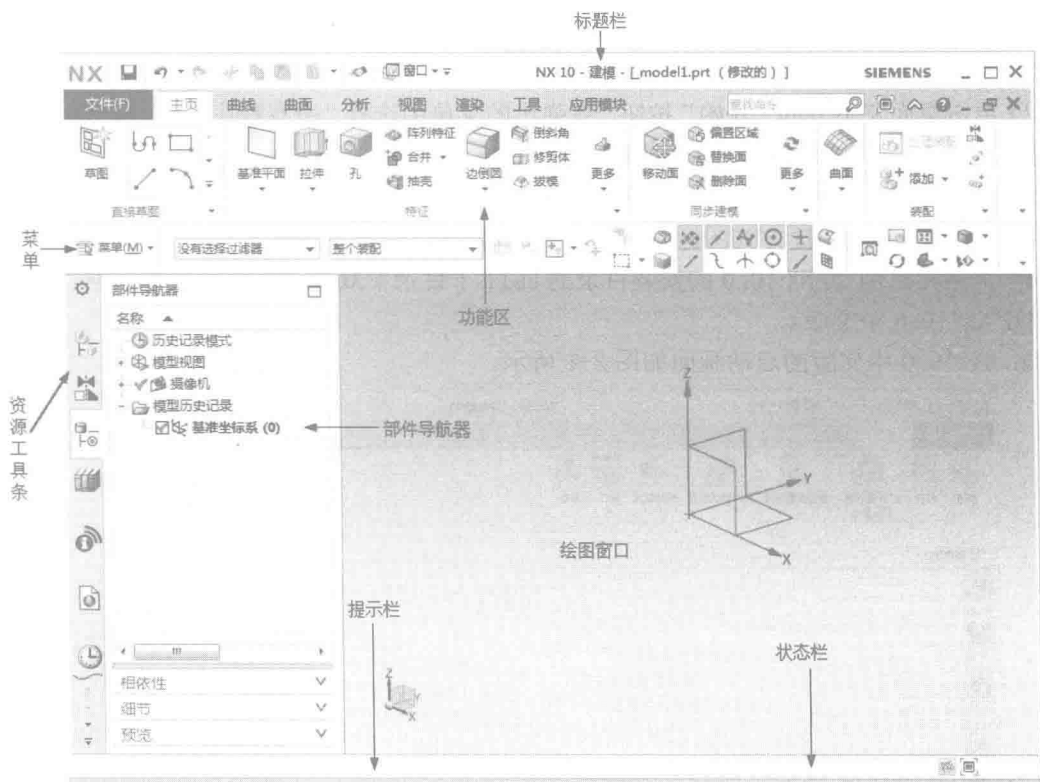 标题栏
NX 窗口 NX 10 - 建模 - [_model1.prt （修改的）] SIEMENS
文件(F) 主页 曲线 曲面 分析 视图 渲染 工具 应用模块 查找命令
阵列特征 倒斜角 偏置区域
合并 修剪体 替换面
草图 基准平面 拉伸 孔 抽壳 边倒圆 拔模 更多 移动面 删除面 更多 曲面 添加
直接草图 特征 同步建模 装配
菜单
菜单(M) 没有选择过滤器 整个装配
部件导航器
名称
功能区
历史记录模式
模型视图
摄像机
模型历史记录
基准坐标系 (0)
部件导航器
资源工具条
Z
Y
X
绘图窗口
提示栏
状态栏
相依性
细节
预览
Z
Y
X